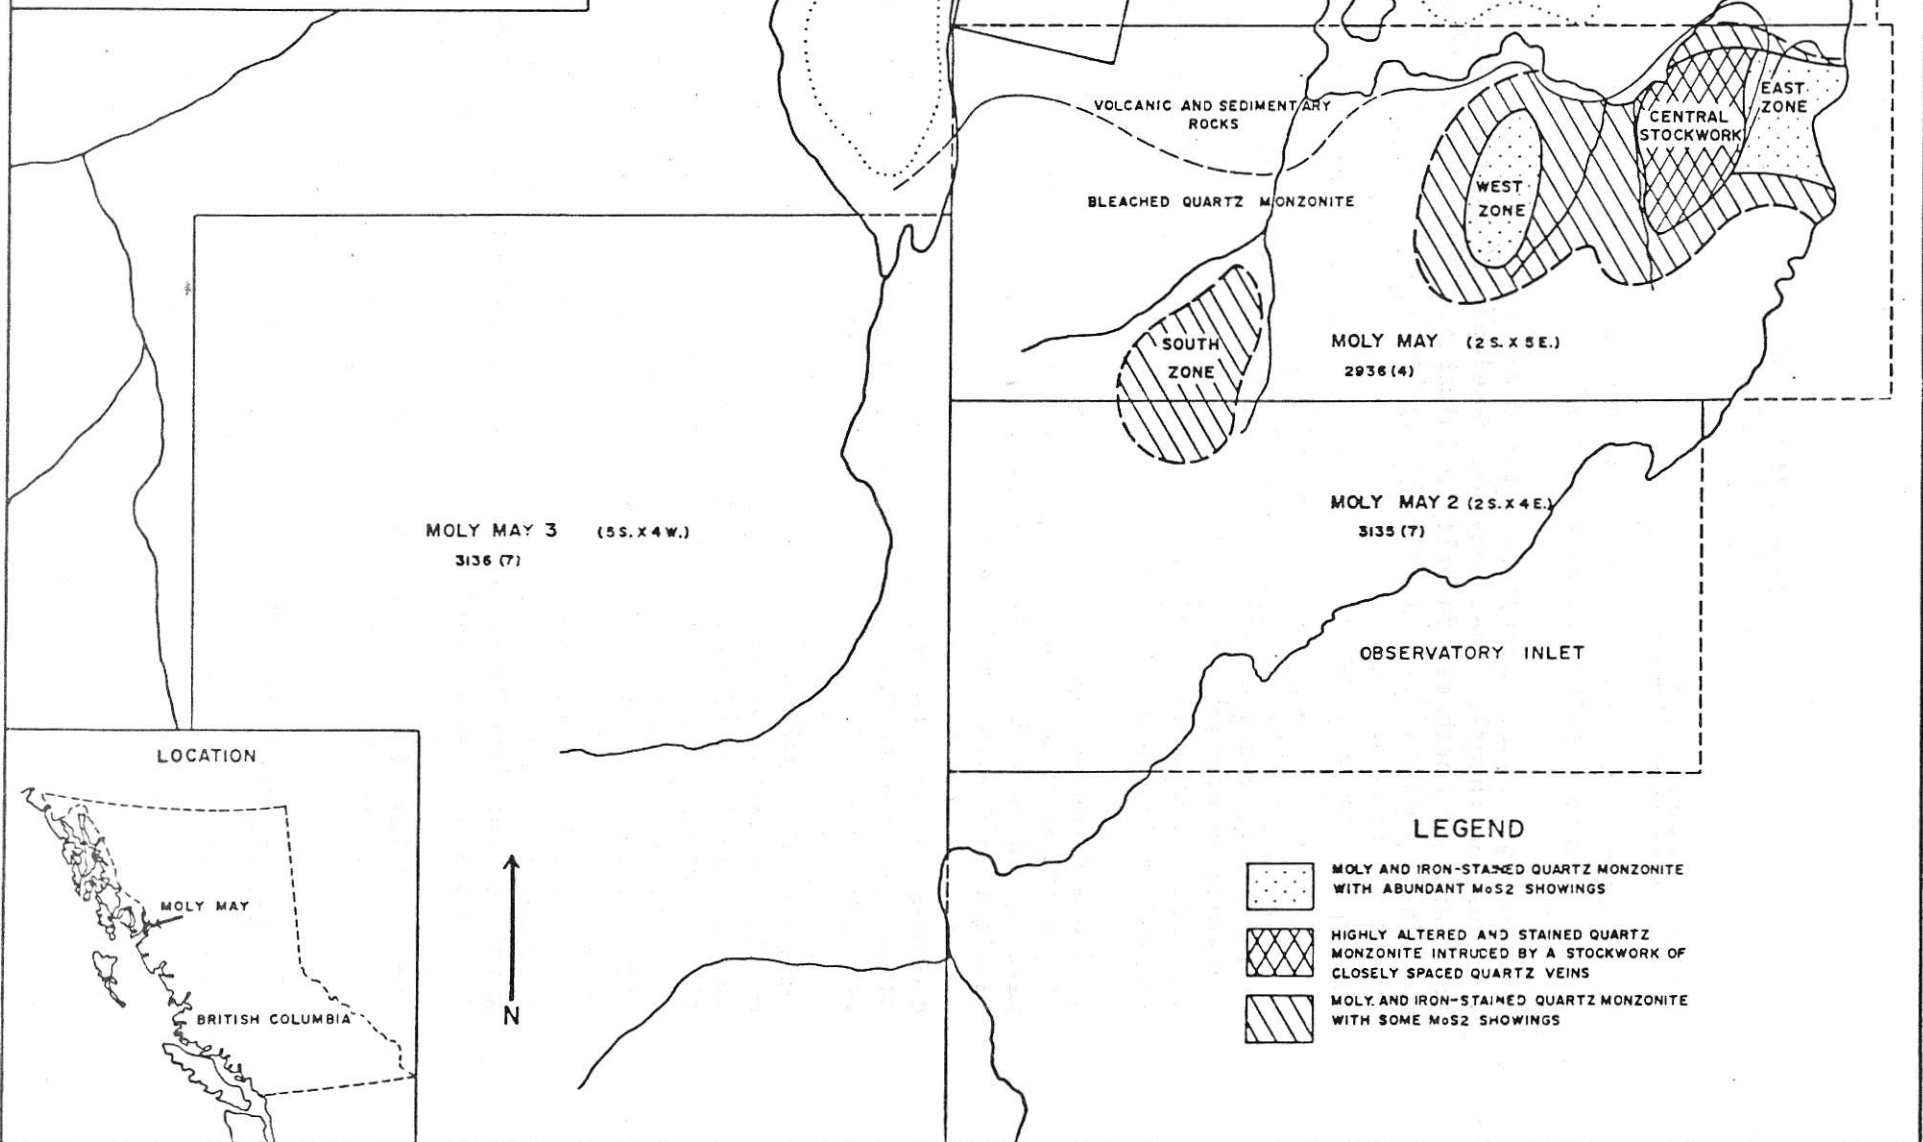 VOLCANIC AND SEDIMENTARY
ROCKS
BLEACHED QUARTZ MONZONITE
EAST
ZONE
CENTRAL
STOCKWORK
WEST
ZONE
SOUTH
ZONE
MOLY MAY (2 S. X 5 E.)
2936 (4)
MOLY MAY 2 (2 S. X 4 E.)
3135 (7)
MOLY MAY 3 (5 S. X 4 W.)
3136 (7)
OBSERVATORY INLET
LOCATION
MOLY MAY
BRITISH COLUMBIA
N
LEGEND
MOLY AND IRON-STAINED QUARTZ MONZONITE
WITH ABUNDANT MoS2 SHOWINGS
HIGHLY ALTERED AND STAINED QUARTZ
MONZONITE INTRUDED BY A STOCKWORK OF
CLOSELY SPACED QUARTZ VEINS
MOLY. AND IRON-STAINED QUARTZ MONZONITE
WITH SOME MoS2 SHOWINGS